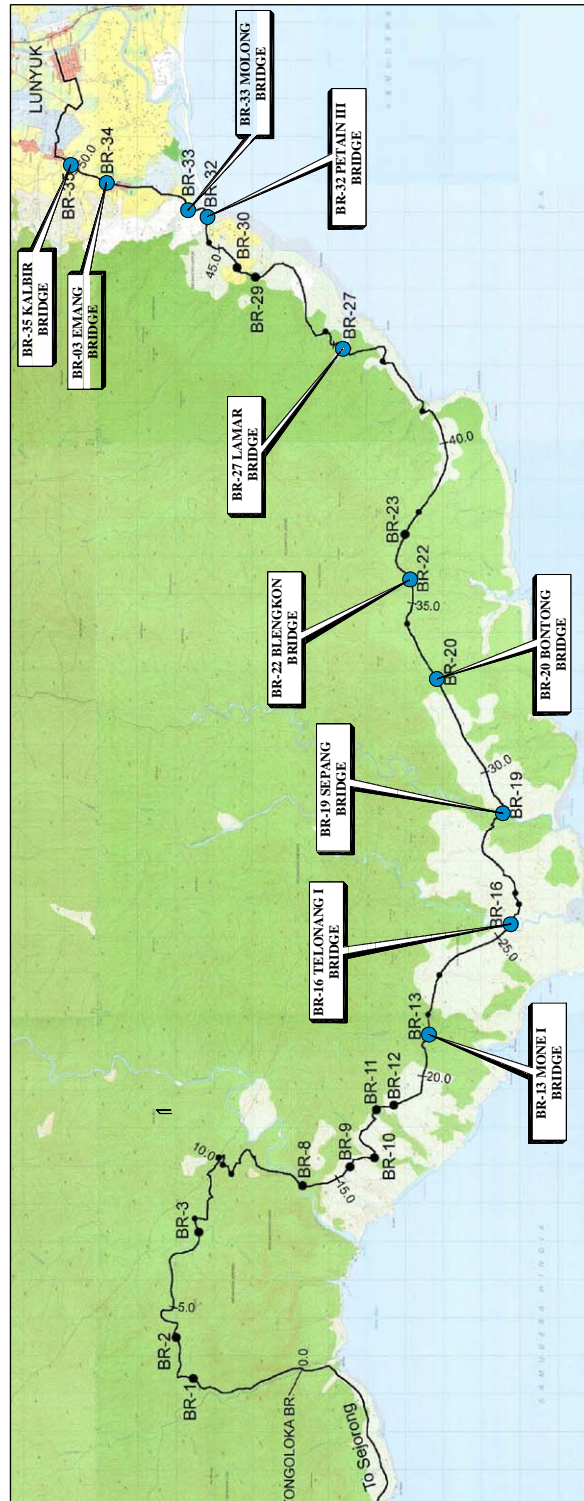 LUNYUK
50.0
BR-35
BR-34
BR-35 KALBIR
BRIDGE
BR-03 EMANG
BRIDGE
BR-33 MOLONG
BRIDGE
BR-33
BR-32
BR-32 PETAIN III
BRIDGE
45.0
BR-30
BR-29
BR-27
BR-27 LAMAR
BRIDGE
40.0
BR-23
BR-22
BR-22 BLENGKON
BRIDGE
35.0
BR-20
BR-20 BONTONG
BRIDGE
30.0
BR-19
BR-19 SEPANG
BRIDGE
BR-16
25.0
BR-16 TELONANG I
BRIDGE
BR-13
BR-13 MONE I
BRIDGE
20.0
BR-12
BR-11
BR-10
BR-9
15.0
BR-8
10.0
BR-3
5.0
BR-2
BR-1
0.0
TONGOLOKA BR
To Sejorong
SAMUDERA HINDIA